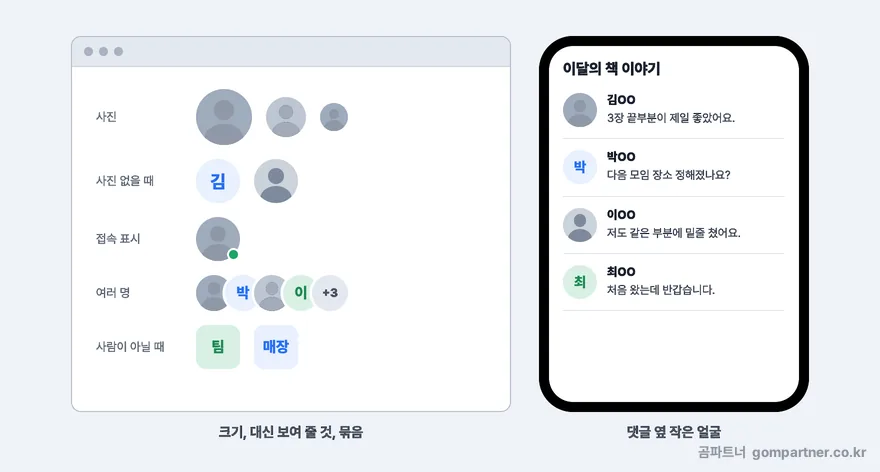 사진
사진 없을 때
김
접속 표시
여러 명
박
이
+3
사람이 아닐 때
팀
매장
크기, 대신 보여 줄 것, 묶음
이달의 책 이야기
김OO
3장 끝부분이 제일 좋았어요.
박
박OO
다음 모임 장소 정해졌나요?
이OO
저도 같은 부분에 밑줄 쳤어요.
최
최OO
처음 왔는데 반갑습니다.
댓글 옆 작은 얼굴
곰파트너 gompartner.co.kr